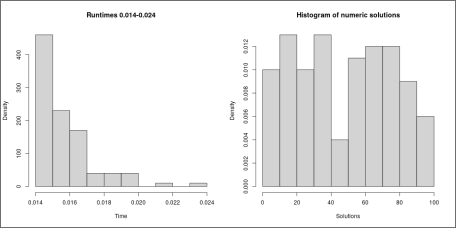 Runtimes 0.014-0.024
Density
0 100 200 300 400
0.014 0.016 0.018 0.020 0.022 0.024
Time
Histogram of numeric solutions
Density
0.000 0.002 0.004 0.006 0.008 0.010 0.012
0 20 40 60 80 100
Solutions